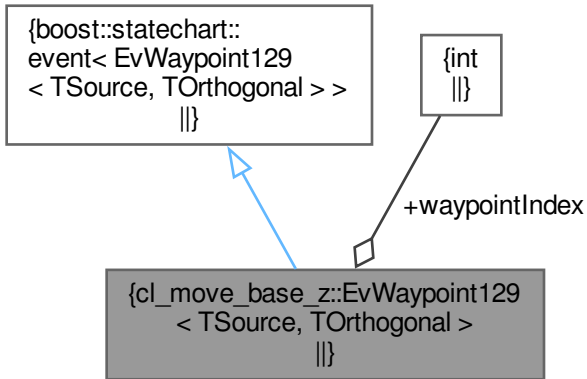 {boost::statechart::
event< EvWaypoint129
< TSource, TOrthogonal > >
||}
{int
||}
+waypointIndex
{cl_move_base_z::EvWaypoint129
< TSource, TOrthogonal >
||}